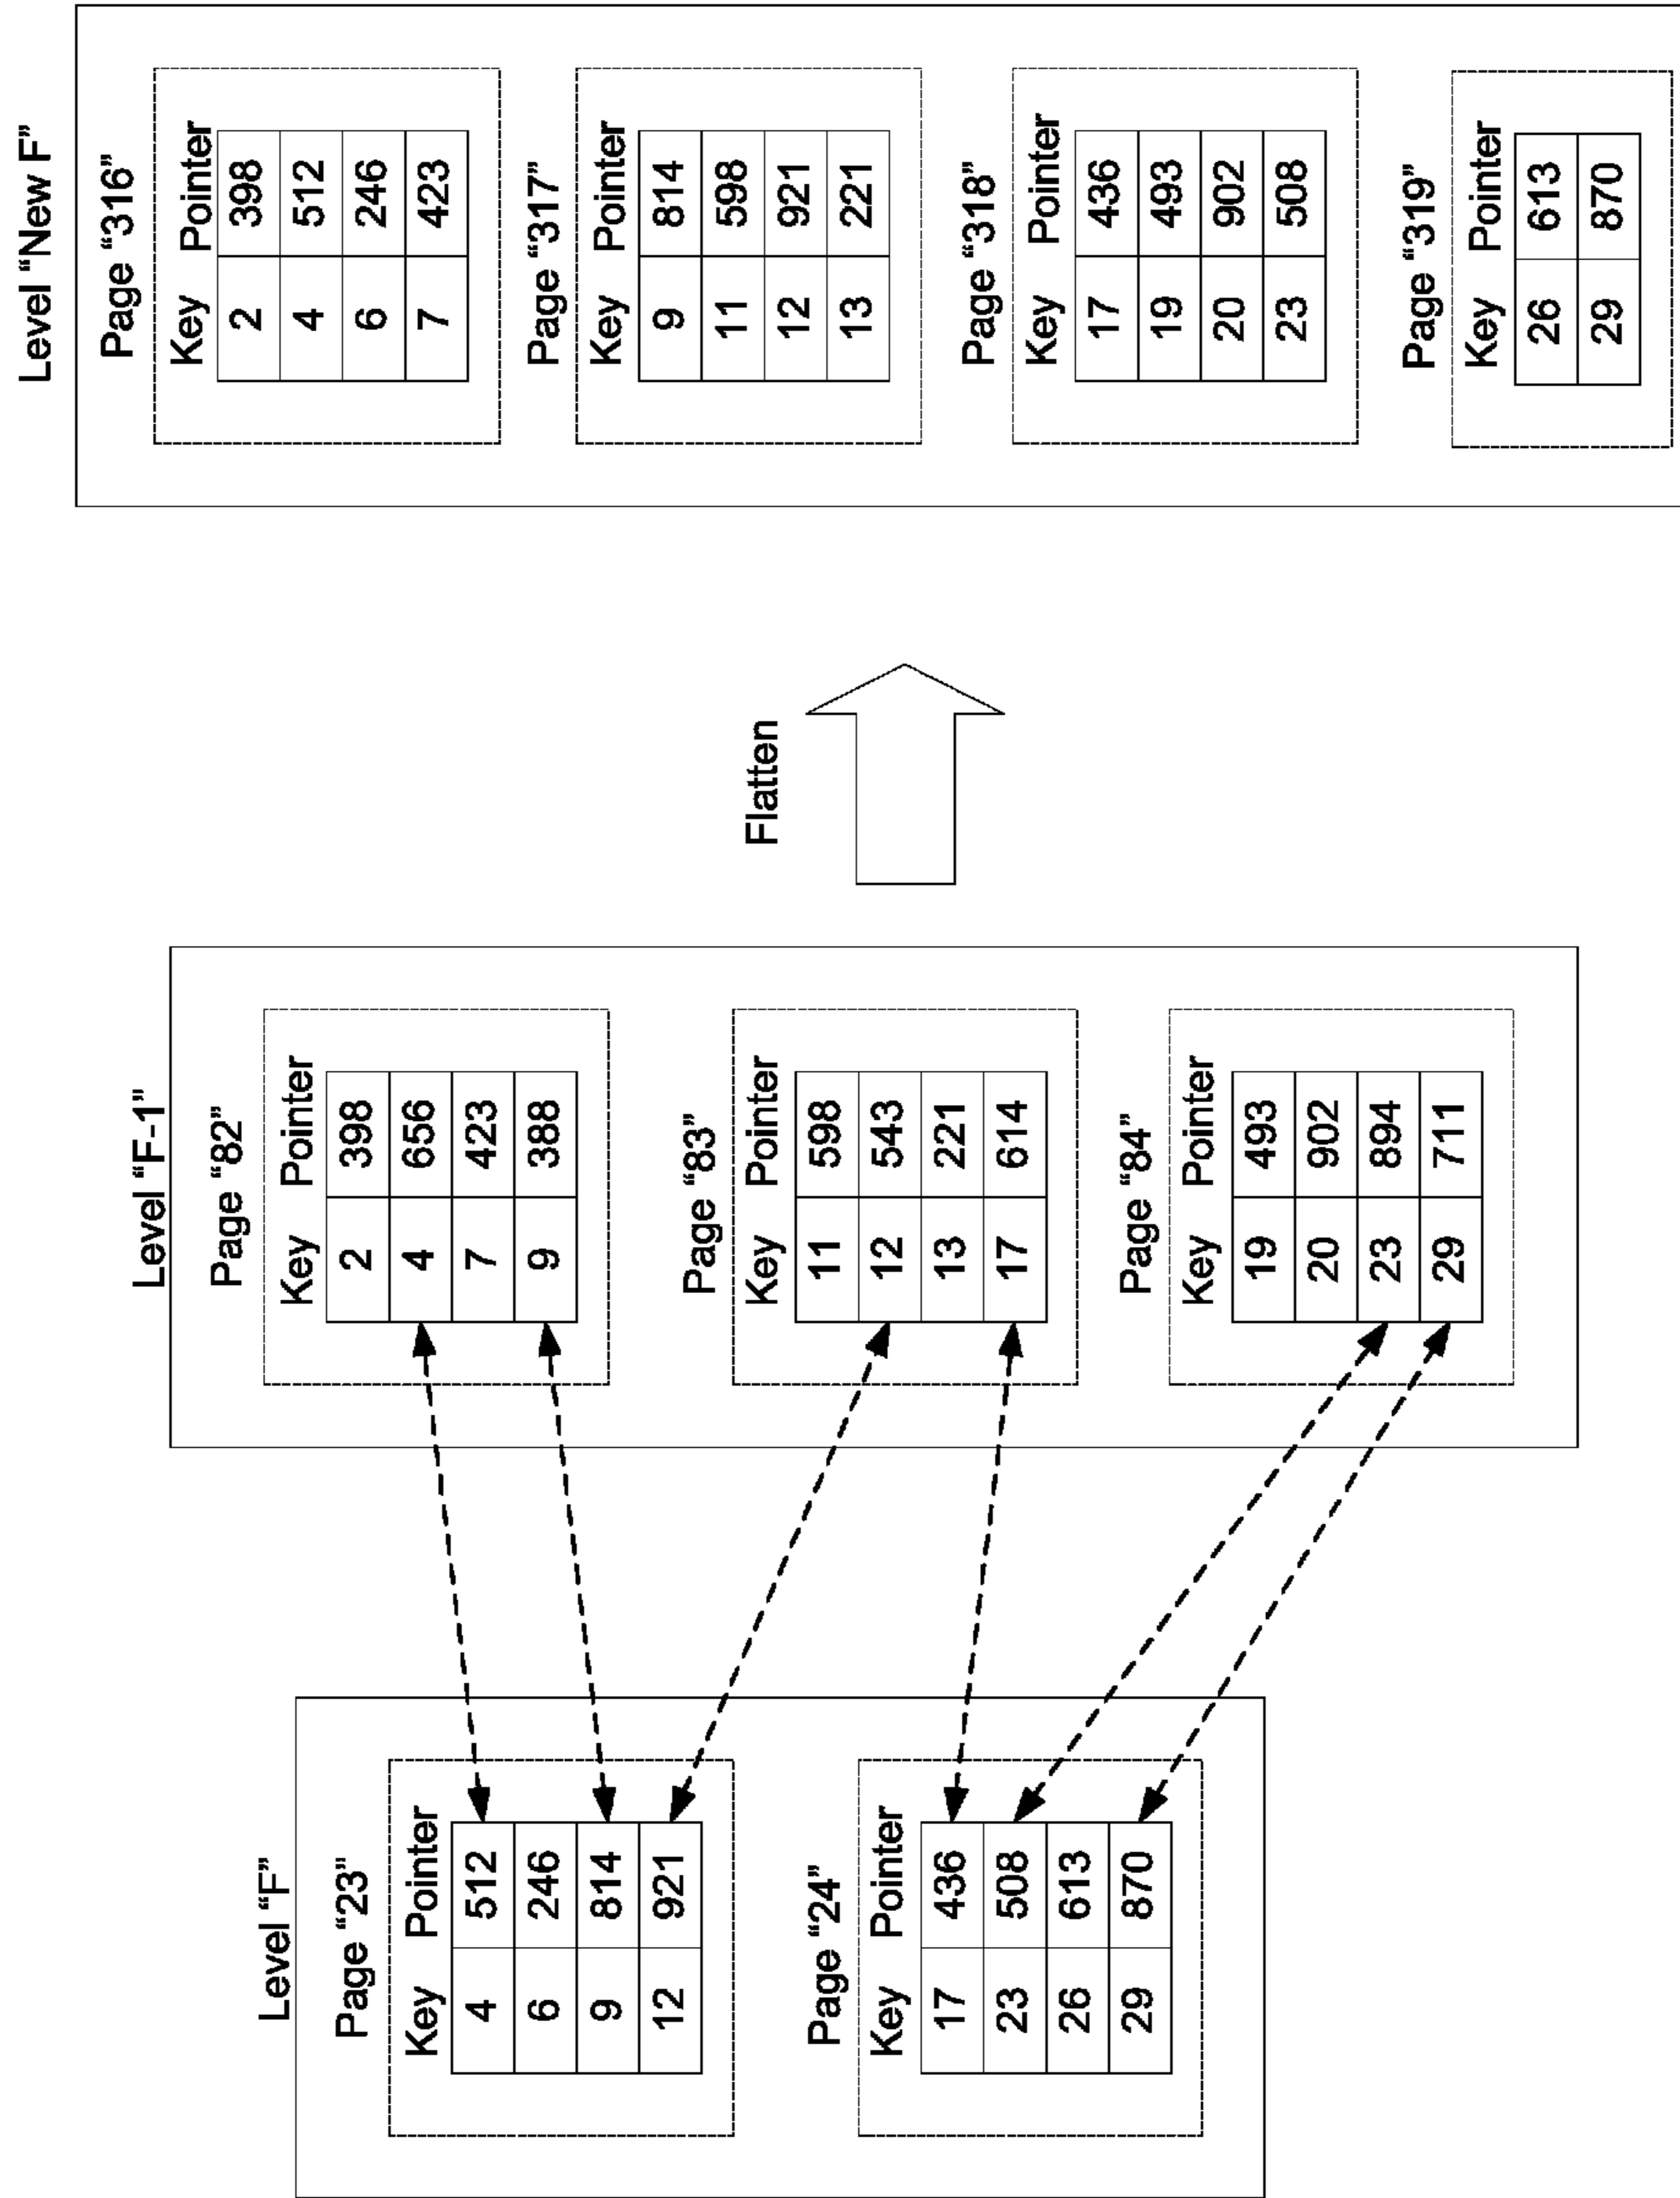 Level “F”
Page “23”
Key Pointer
4 512
6 246
9 814
12 921
Page “24”
Key Pointer
17 436
23 508
26 613
29 870
Level “F-1”
Page “82”
Key Pointer
2 398
4 656
7 423
9 388
Page “83”
Key Pointer
11 598
12 543
13 221
17 614
Page “84”
Key Pointer
19 493
20 902
23 894
29 711
Flatten
Level “New F”
Page “316”
Key Pointer
2 398
4 512
6 246
7 423
Page “317”
Key Pointer
9 814
11 598
12 921
13 221
Page “318”
Key Pointer
17 436
19 493
20 902
23 508
Page “319”
Key Pointer
26 613
29 870